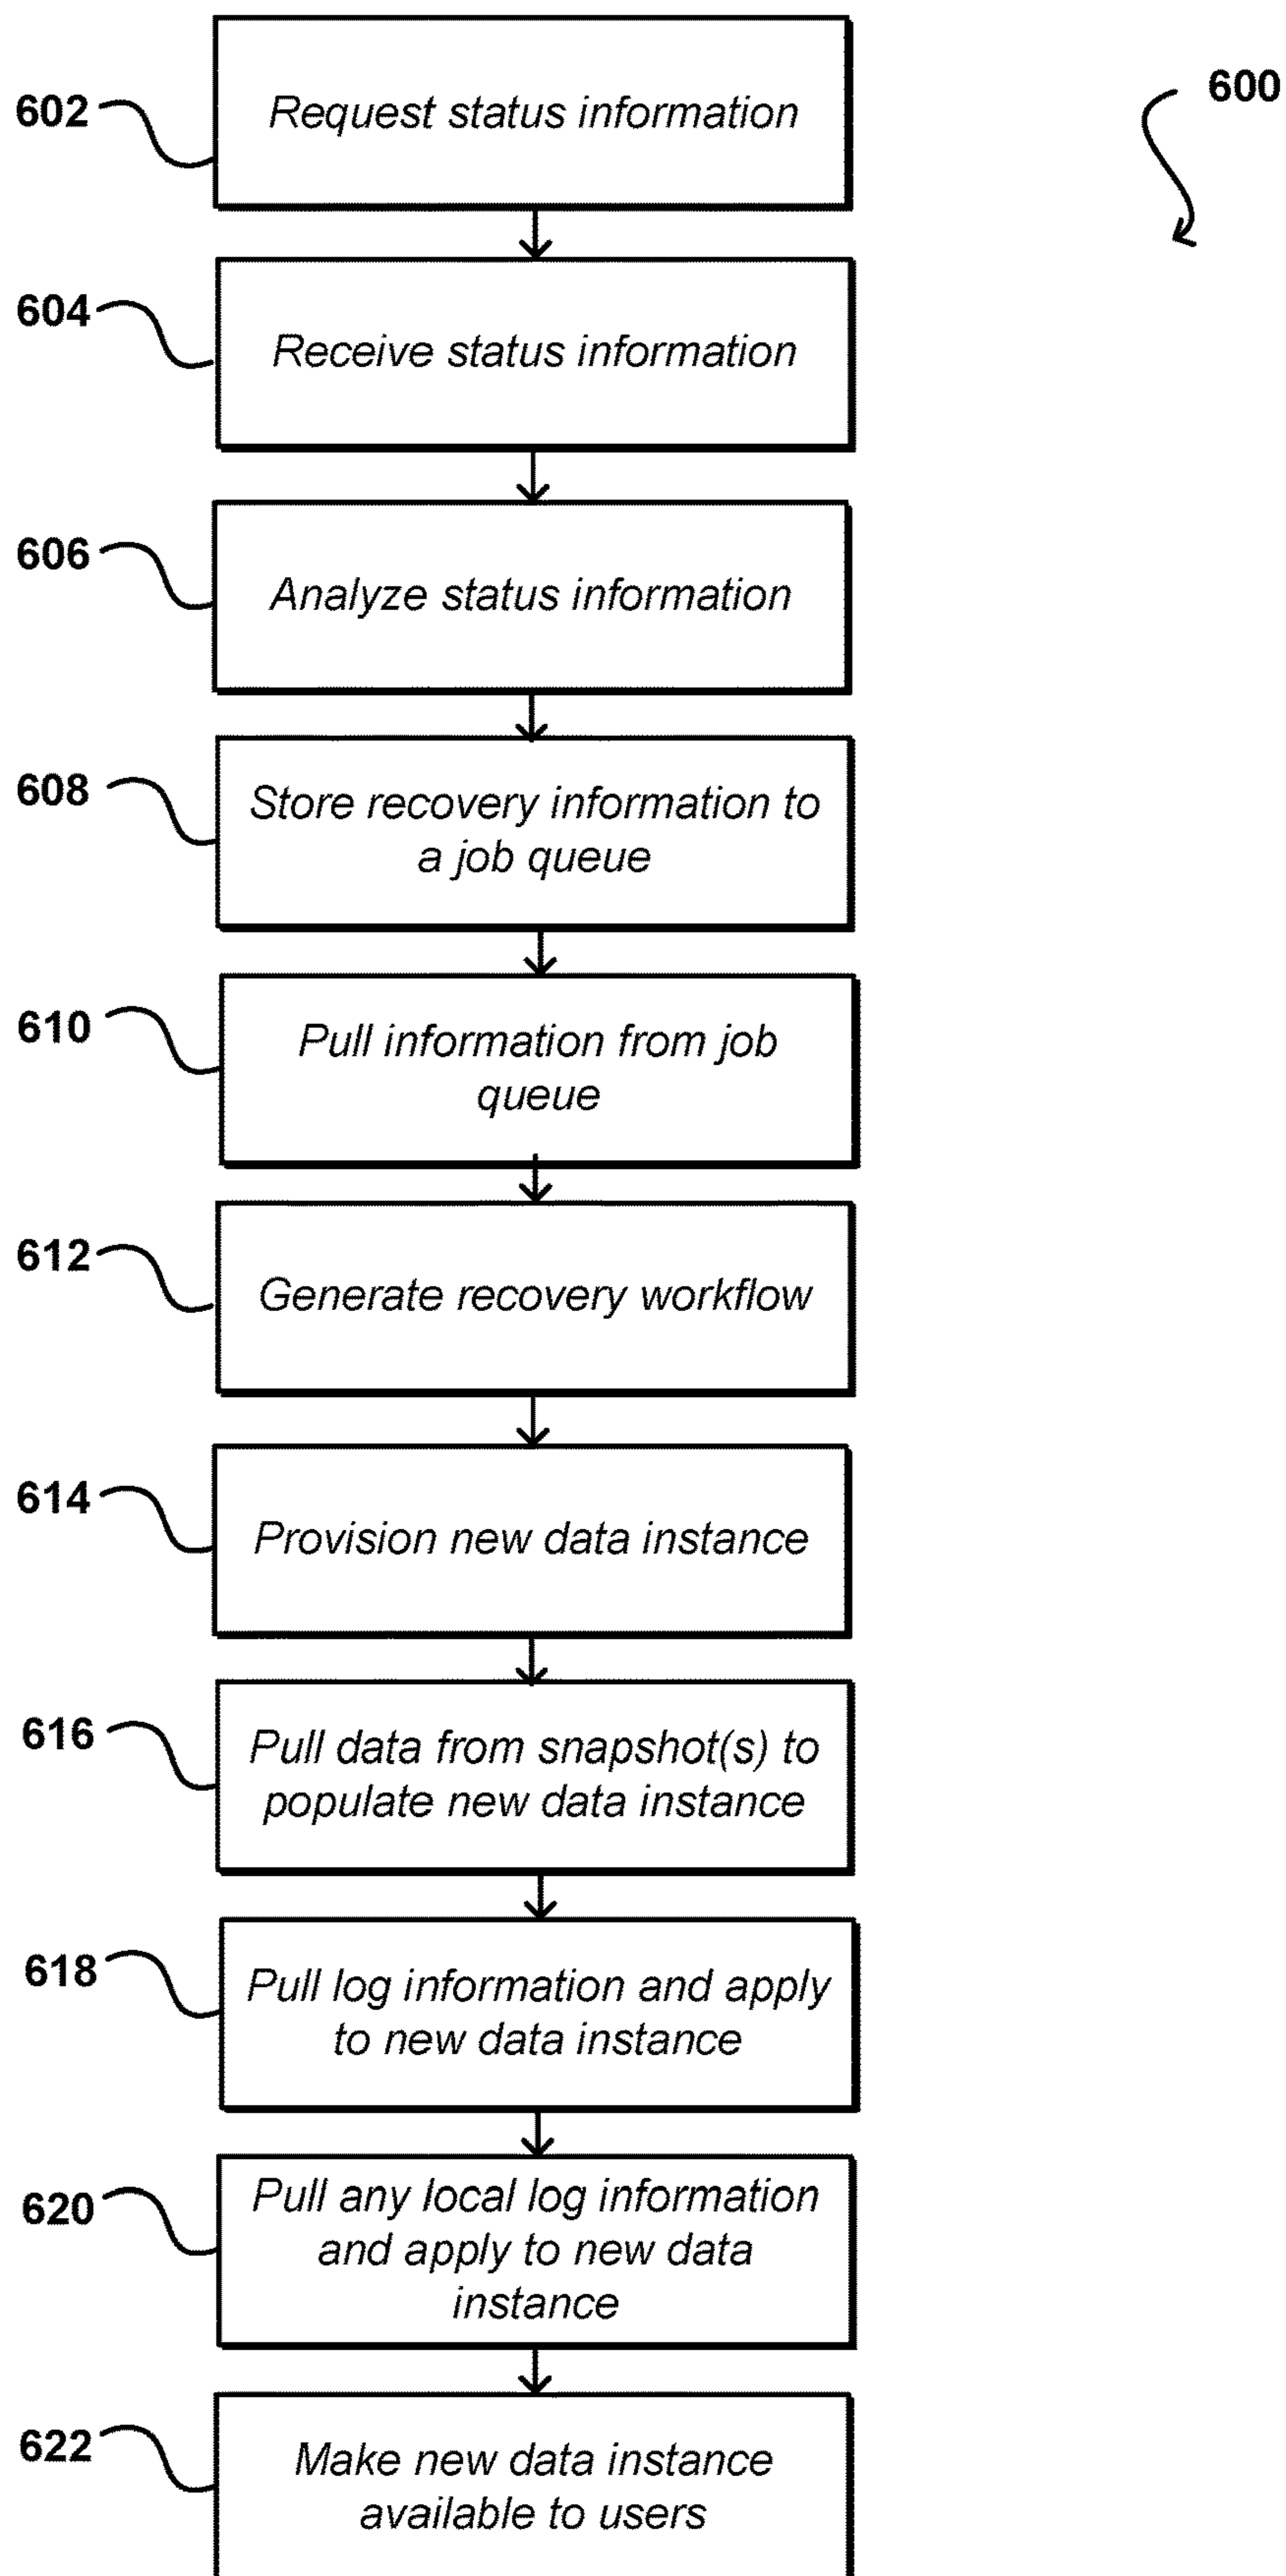 600
602
Request status information
604
Receive status information
606
Analyze status information
608
Store recovery information to
a job queue
610
Pull information from job
queue
612
Generate recovery workflow
614
Provision new data instance
616
Pull data from snapshot(s) to
populate new data instance
618
Pull log information and apply
to new data instance
620
Pull any local log information
and apply to new data
instance
622
Make new data instance
available to users